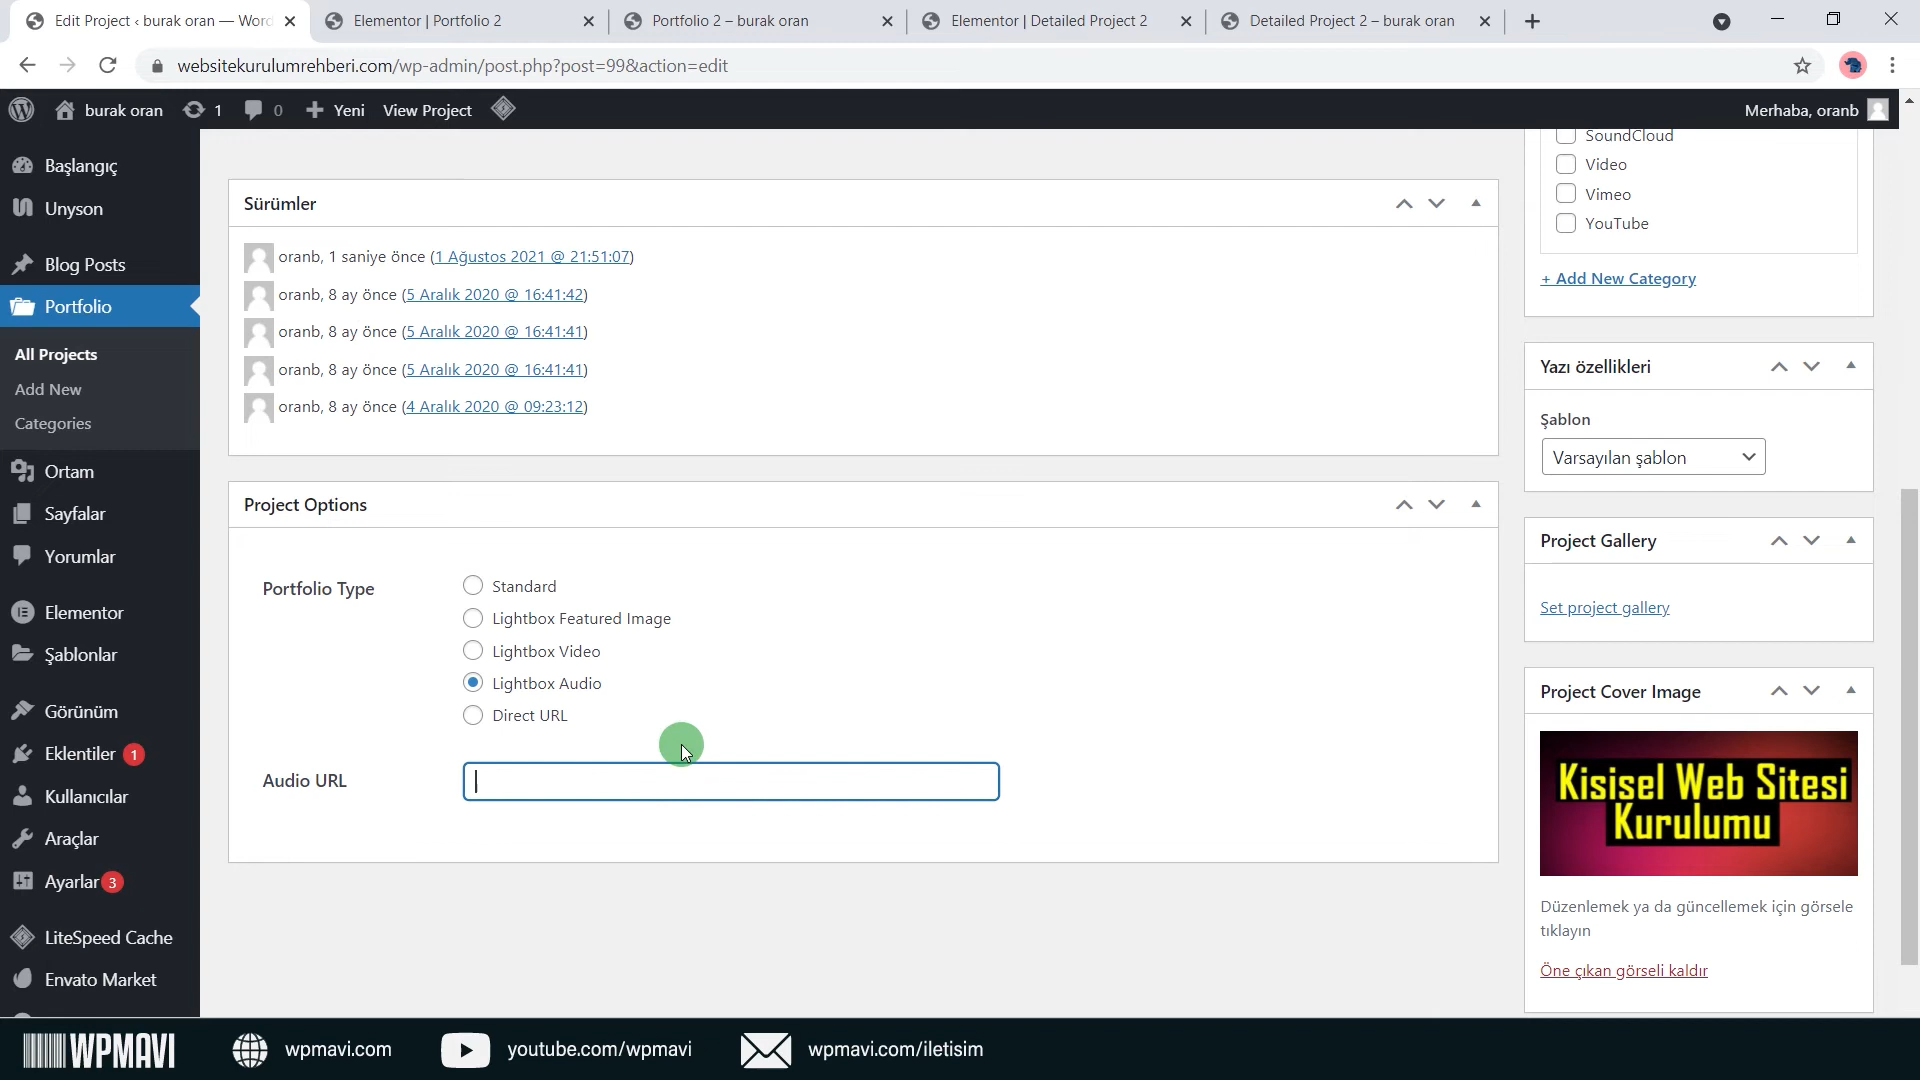 Edit Project ‹ burak oran — Word
Elementor | Portfolio 2
Portfolio 2 – burak oran
Elementor | Detailed Project 2
Detailed Project 2 – burak oran
websitekurulumrehberi.com/wp-admin/post.php?post=99&action=edit
burak oran
1
0
Yeni
View Project
Merhaba, oranb
Başlangıç
Unyson
Blog Posts
Portfolio
All Projects
Add New
Categories
Ortam
Sayfalar
Yorumlar
Elementor
Şablonlar
Görünüm
Eklentiler 1
Kullanıcılar
Araçlar
Ayarlar 3
LiteSpeed Cache
Envato Market
Sürümler
oranb, 1 saniye önce (1 Ağustos 2021 @ 21:51:07)
oranb, 8 ay önce (5 Aralık 2020 @ 16:41:42)
oranb, 8 ay önce (5 Aralık 2020 @ 16:41:41)
oranb, 8 ay önce (5 Aralık 2020 @ 16:41:41)
oranb, 8 ay önce (4 Aralık 2020 @ 09:23:12)
Project Options
Portfolio Type
Standard
Lightbox Featured Image
Lightbox Video
Lightbox Audio
Direct URL
Audio URL
SoundCloud
Video
Vimeo
YouTube
+ Add New Category
Yazı özellikleri
Şablon
Varsayılan şablon
Project Gallery
Set project gallery
Project Cover Image
Kisisel Web Sitesi
Kurulumu
Düzenlemek ya da güncellemek için görsele
tıklayın
Öne çıkan görseli kaldır
WPMAVI
wpmavi.com
youtube.com/wpmavi
wpmavi.com/iletisim